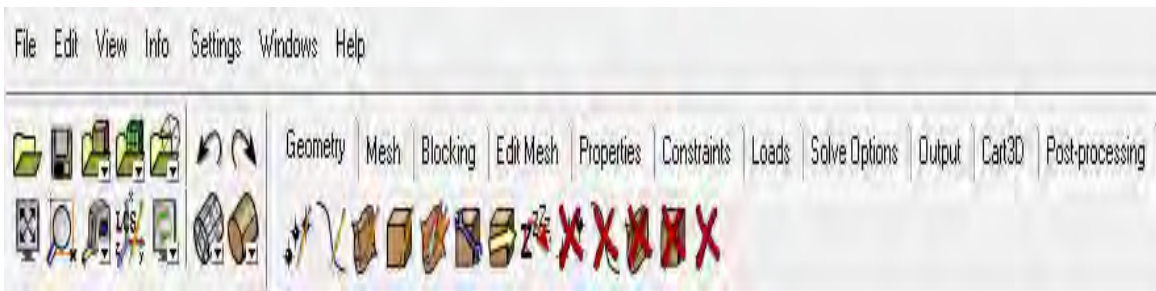 File Edit View Info Settings Windows Help
Geometry Mesh Blocking Edit Mesh Properties Constraints Loads Solve Options Output Cart3D Post-processing
LCS